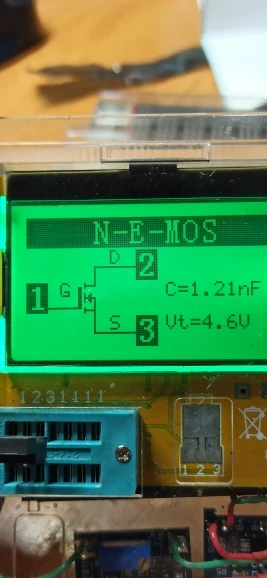 N-E-MOS
D 2
1 G C=1.21nF
S 3 Vt=4.6V
1231111
1 2 3